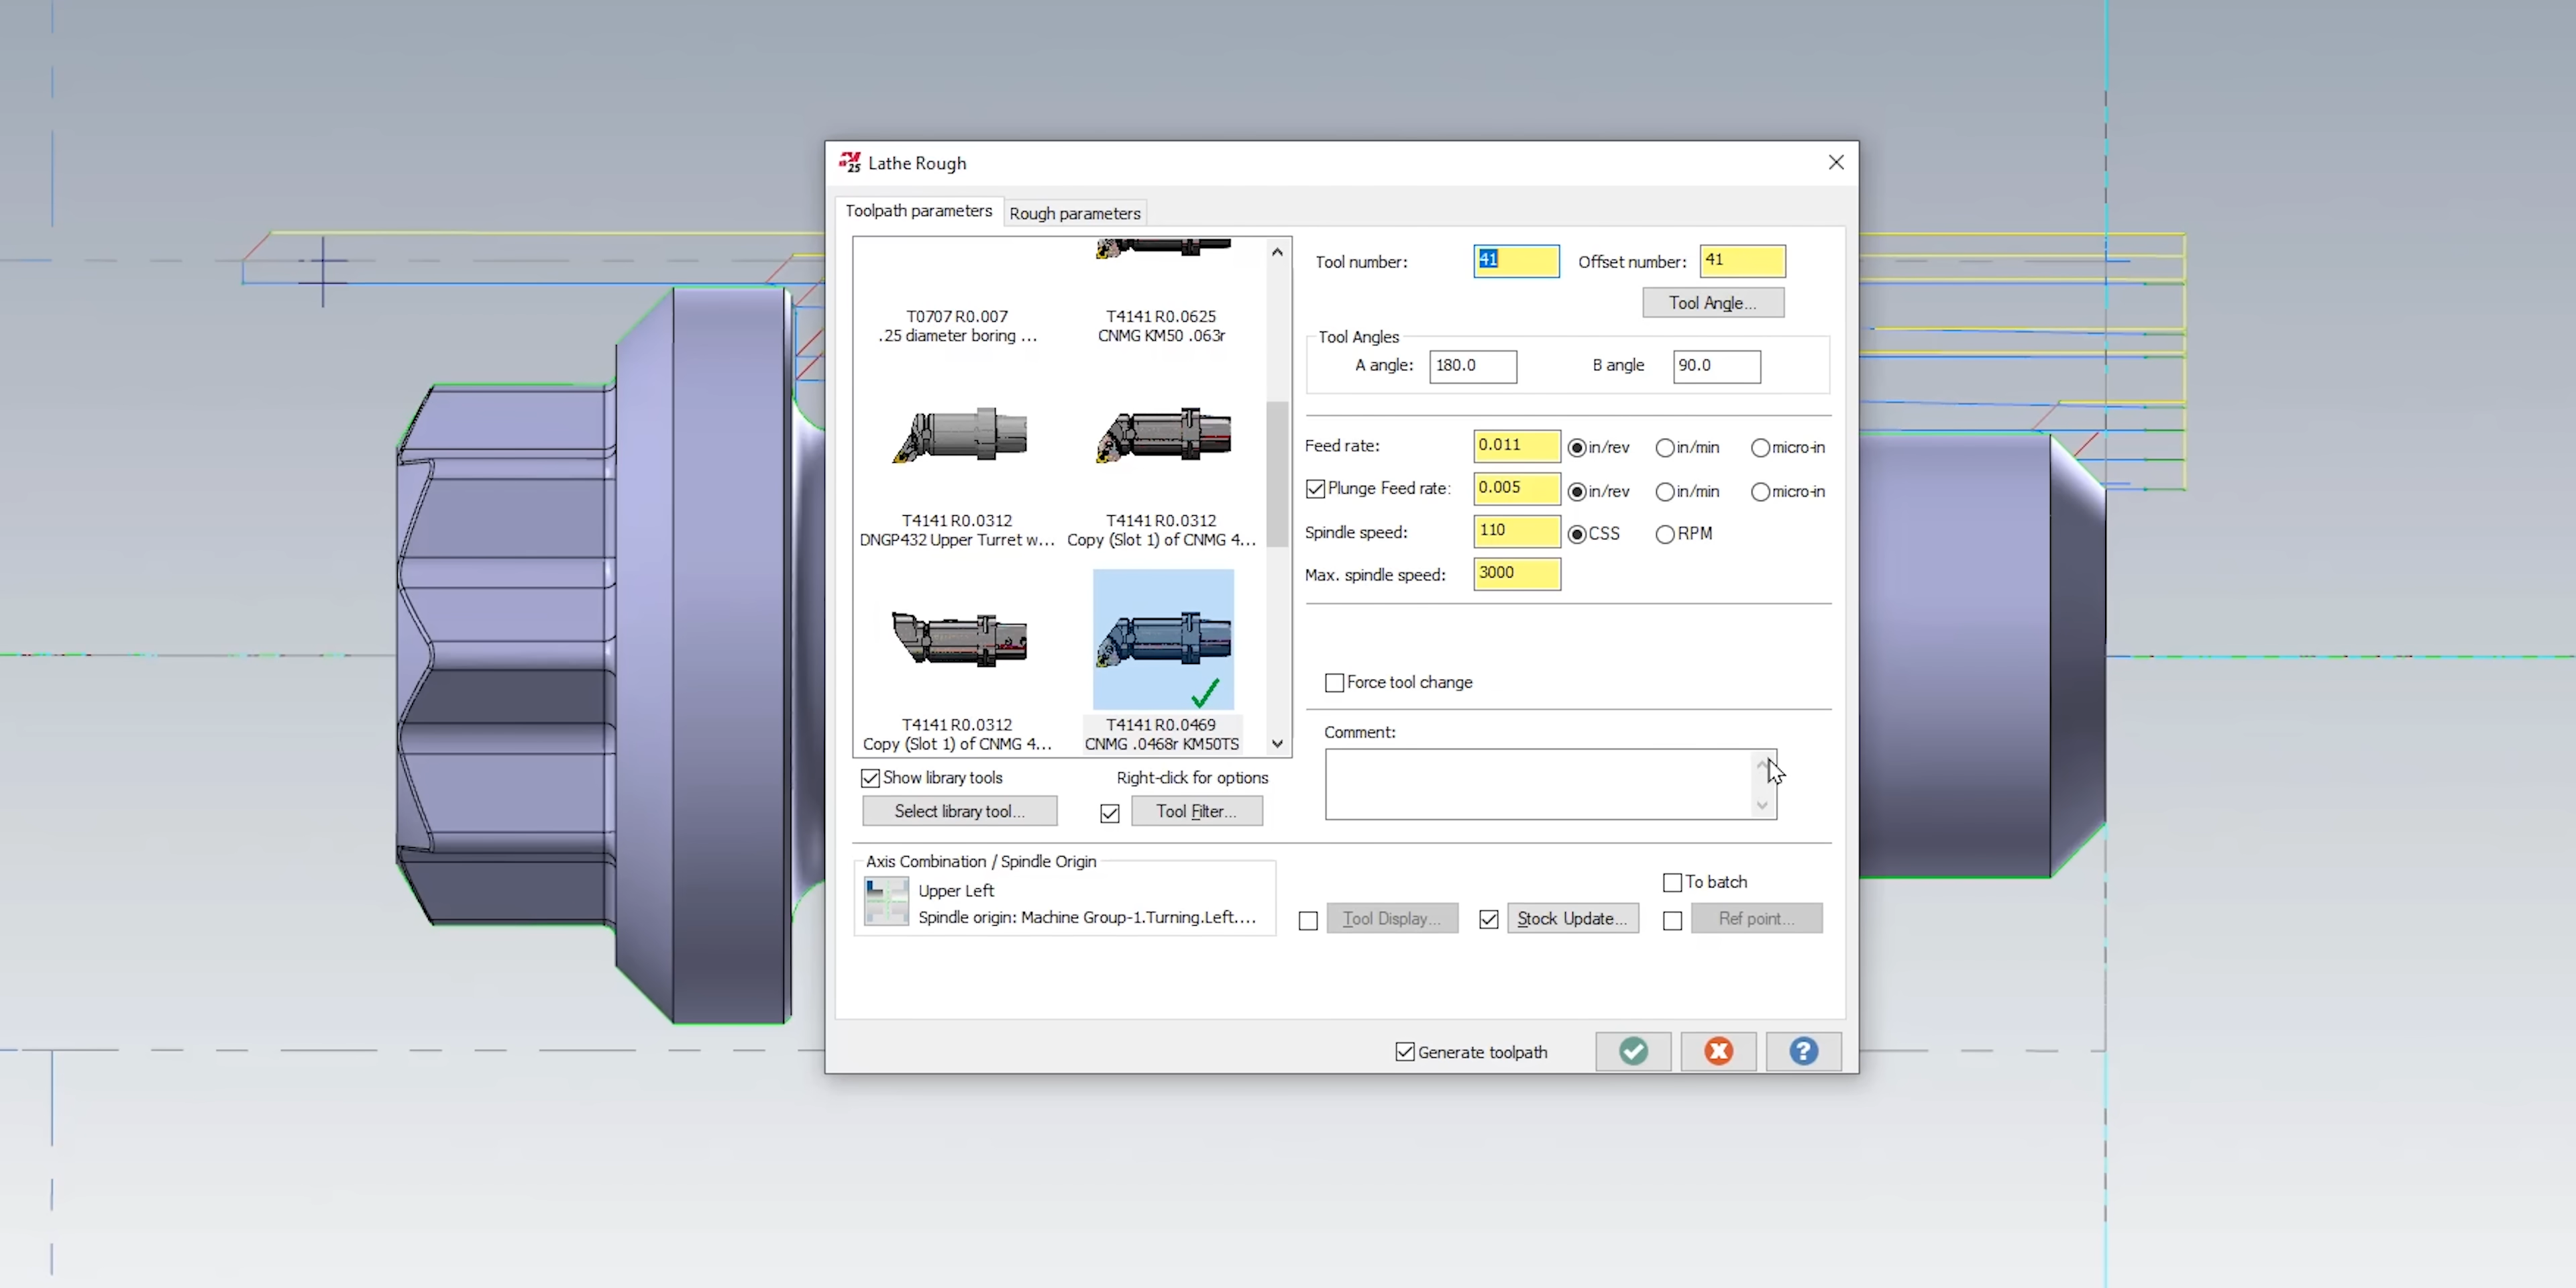 25 Lathe Rough
Toolpath parameters
Rough parameters
T0707 R0.007
.25 diameter boring ...
T4141 R0.0625
CNMG KM50 .063r
T4141 R0.0312
DNGP432 Upper Turret w...
T4141 R0.0312
Copy (Slot 1) of CNMG 4...
T4141 R0.0312
Copy (Slot 1) of CNMG 4...
T4141 R0.0469
CNMG .0468r KM50TS
Show library tools
Right-click for options
Select library tool...
Tool Filter...
Tool number: 41 Offset number: 41
Tool Angle...
Tool Angles
A angle: 180.0 B angle 90.0
Feed rate: 0.011 in/rev in/min micro-in
Plunge Feed rate: 0.005 in/rev in/min micro-in
Spindle speed: 110 CSS RPM
Max. spindle speed: 3000
Force tool change
Comment:
Axis Combination / Spindle Origin
Upper Left
Spindle origin: Machine Group-1.Turning.Left....
To batch
Tool Display... Stock Update... Ref point...
Generate toolpath
?